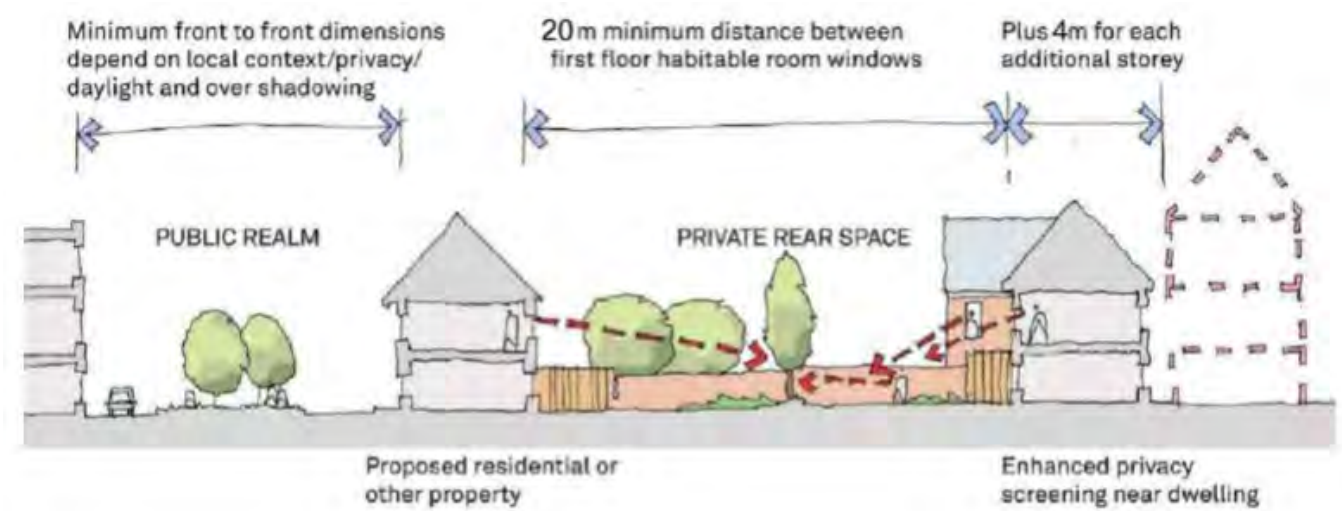 Minimum front to front dimensions
depend on local context/privacy/
daylight and over shadowing
20m minimum distance between
first floor habitable room windows
Plus 4m for each
additional storey
PUBLIC REALM
PRIVATE REAR SPACE
Proposed residential or
other property
Enhanced privacy
screening near dwelling